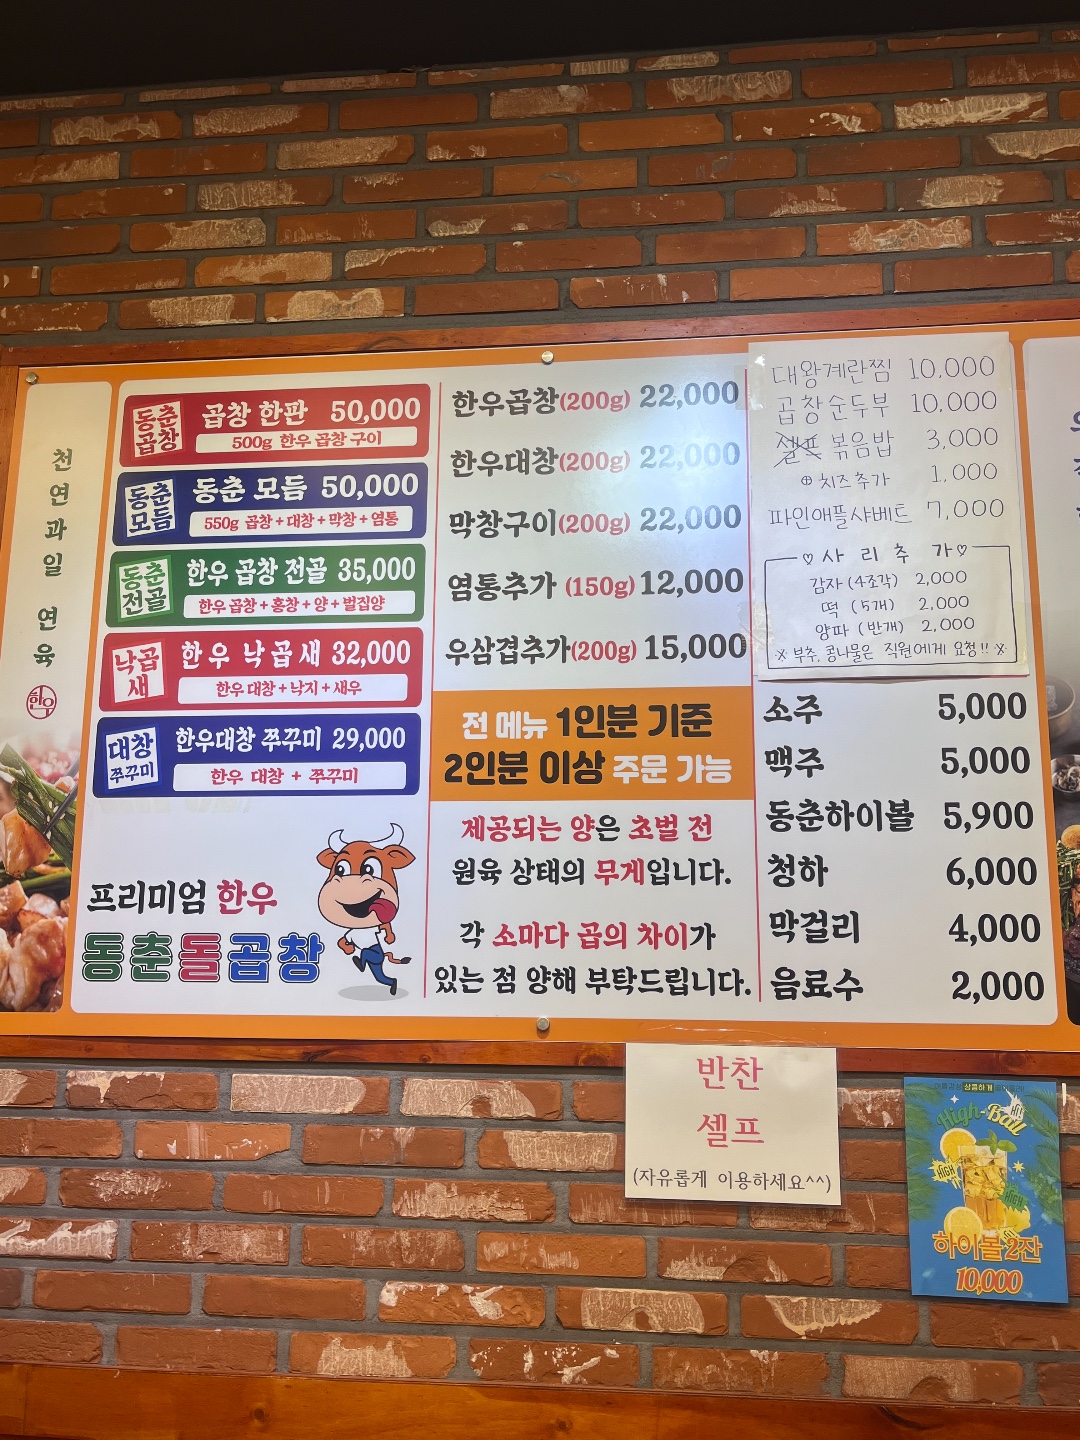 천연과일 연육
한우
동춘
곱창
곱창 한판 50,000
500g 한우 곱창 구이
동춘
모듬
동춘 모듬 50,000
550g 곱창+대창+막창+염통
동춘
전골
한우 곱창 전골 35,000
한우 곱창+홍창+양+벌집양
낙곱
새
한우 낙곱새 32,000
한우 대창+낙지+새우
대창
쭈꾸미
한우대창 쭈꾸미 29,000
한우 대창 + 쭈꾸미
프리미엄 한우
동춘돌곱창
한우곱창(200g) 22,000
한우대창(200g) 22,000
막창구이(200g) 22,000
염통추가 (150g) 12,000
우삼겹추가(200g) 15,000
전 메뉴 1인분 기준
2인분 이상 주문 가능
제공되는 양은 초벌 전
원육 상태의 무게입니다.
각 소마다 곱의 차이가
있는 점 양해 부탁드립니다.
대왕계란찜 10,000
곱창순두부 10,000
셀프 볶음밥 3,000
⊕ 치즈추가 1,000
파인애플샤베트 7,000
♡사리추가♡
감자 (4조각) 2,000
떡 (5개) 2,000
양파 (반개) 2,000
※ 부추, 콩나물은 직원에게 요청!! ※
소주 5,000
맥주 5,000
동춘하이볼 5,900
청하 6,000
막걸리 4,000
음료수 2,000
반찬
셀프
(자유롭게 이용하세요^^)
상큼하게
High-Ball
HIGH
HIGH
하이볼 2잔
10,000